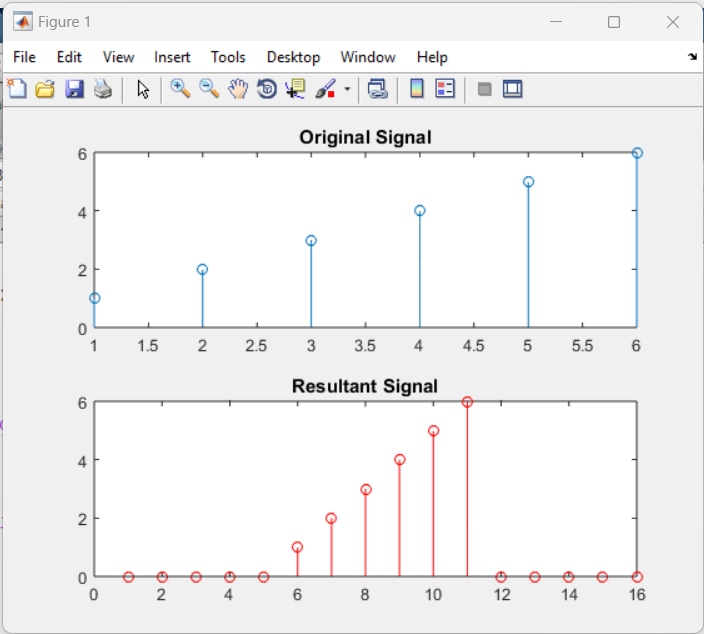 Figure 1
File Edit View Insert Tools Desktop Window Help
Original Signal
6
4
2
0
1 1.5 2 2.5 3 3.5 4 4.5 5 5.5 6
Resultant Signal
6
4
2
0
0 2 4 6 8 10 12 14 16